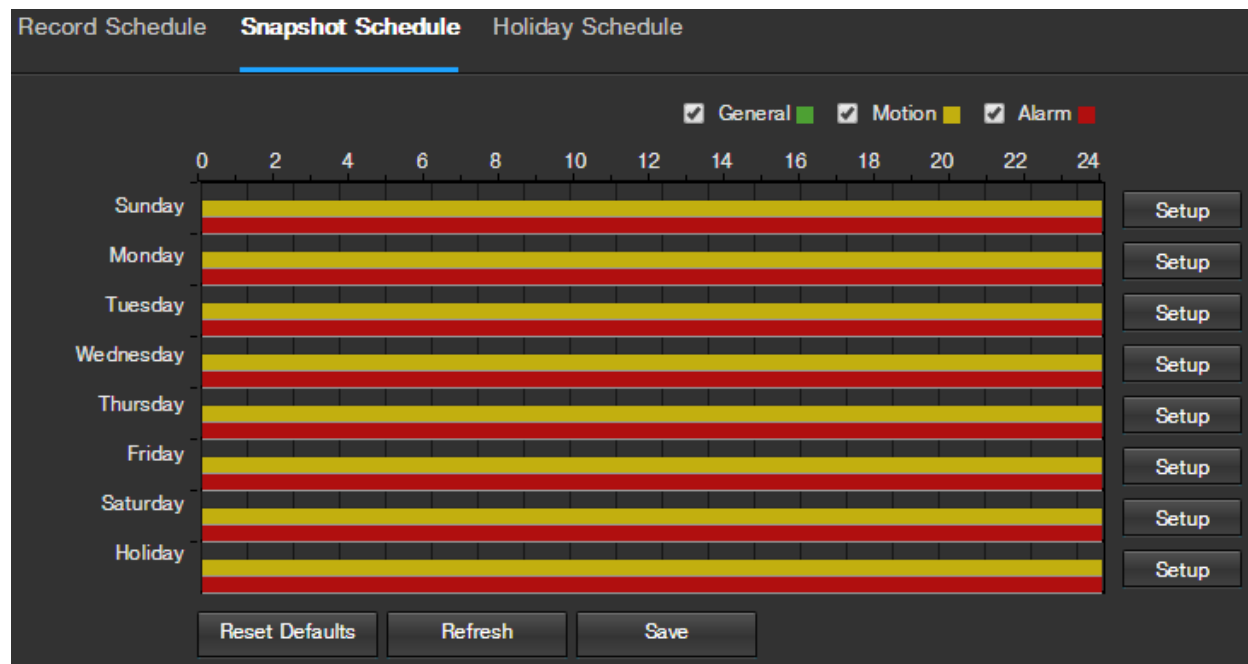 Record Schedule Snapshot Schedule Holiday Schedule
General Motion Alarm
0 2 4 6 8 10 12 14 16 18 20 22 24
Sunday Setup
Monday Setup
Tuesday Setup
Wednesday Setup
Thursday Setup
Friday Setup
Saturday Setup
Holiday Setup
Reset Defaults Refresh Save